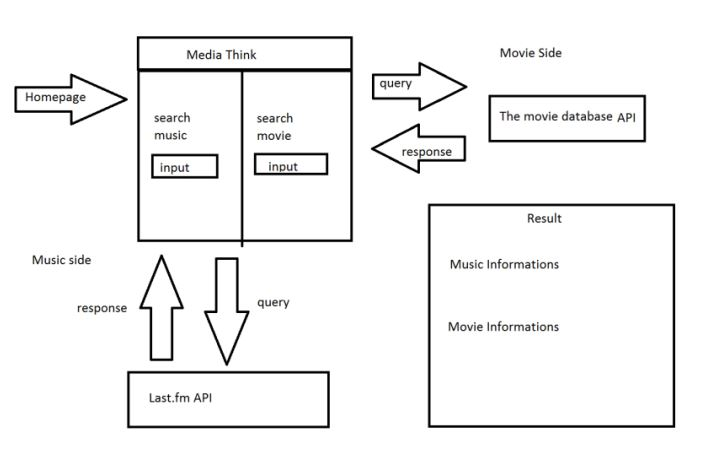 Media Think
Movie Side
Homepage
query
The movie database API
search
music
search
movie
input
input
response
Result
Music side
Music Informations
response
query
Movie Informations
Last.fm API